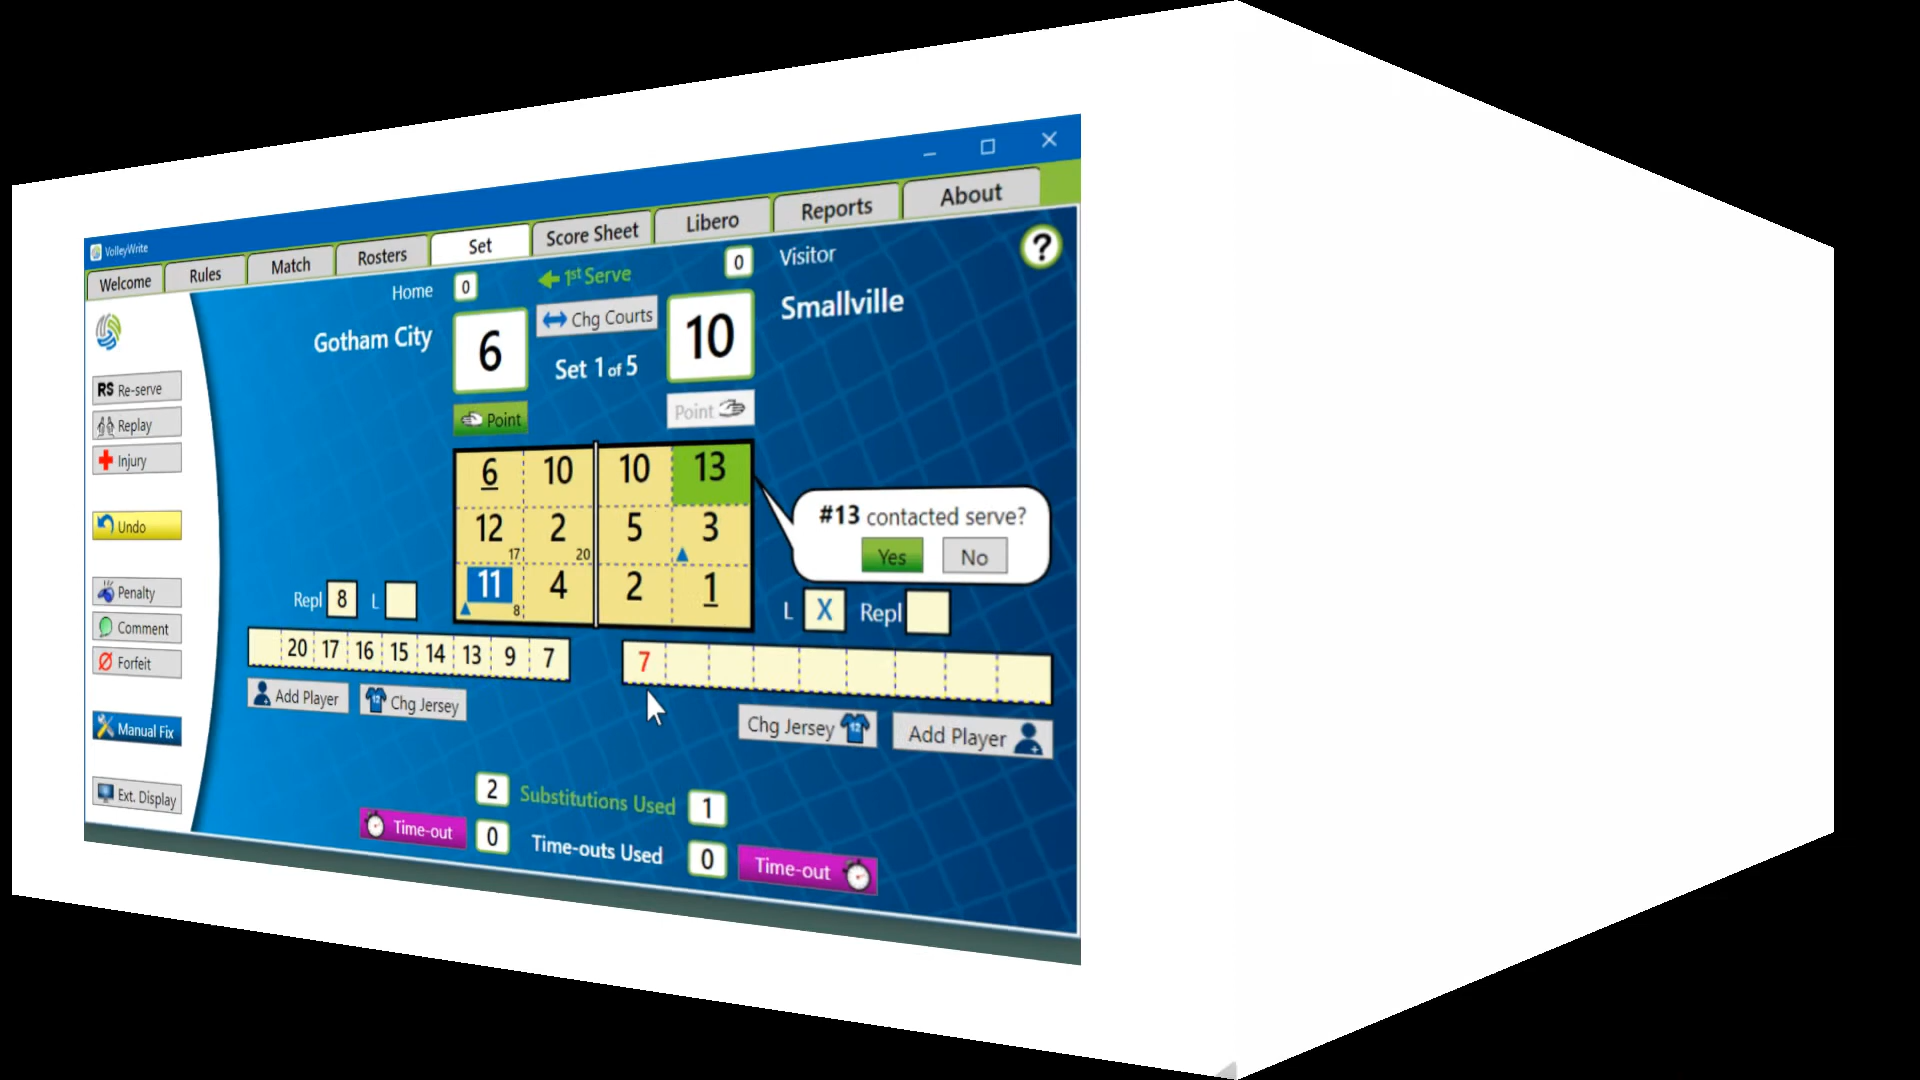 VolleyWrite
Welcome Rules Match Rosters Set Score Sheet Libero Reports About
Home 0 1st Serve 0 Visitor
?
Gotham City 6 Chg Courts 10 Smallville
Set 1 of 5
Point Point
RS Re-serve
Replay
Injury
Undo
Penalty
Comment
Forfeit
Manual Fix
Ext. Display
6 10 10 13
12 2 5 3
17 20
11 4 2 1
8
#13 contacted serve?
Yes No
Repl 8 L
L X Repl
20 17 16 15 14 13 9 7
7
Add Player 12 Chg Jersey
Chg Jersey 12 Add Player
2 Substitutions Used 1
Time-out 0 Time-outs Used 0 Time-out